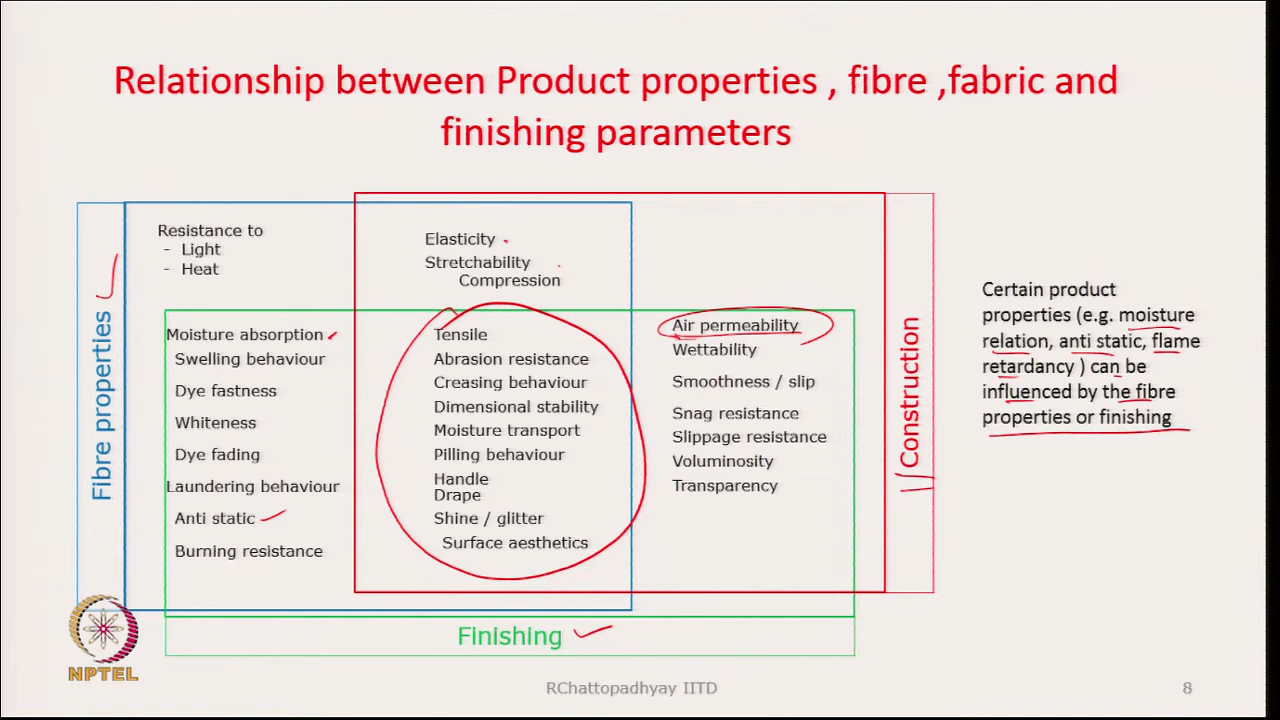 Relationship between Product properties , fibre ,fabric and
finishing parameters
Fibre properties
Resistance to
- Light
- Heat
Moisture absorption
Swelling behaviour
Dye fastness
Whiteness
Dye fading
Laundering behaviour
Anti static
Burning resistance
Elasticity
Stretchability
Compression
Tensile
Abrasion resistance
Creasing behaviour
Dimensional stability
Moisture transport
Pilling behaviour
Handle
Drape
Shine / glitter
Surface aesthetics
Air permeability
Wettability
Smoothness / slip
Snag resistance
Slippage resistance
Voluminosity
Transparency
Construction
Certain product
properties (e.g. moisture
relation, anti static, flame
retardancy ) can be
influenced by the fibre
properties or finishing
Finishing
NPTEL
RChattopadhyay IITD
8